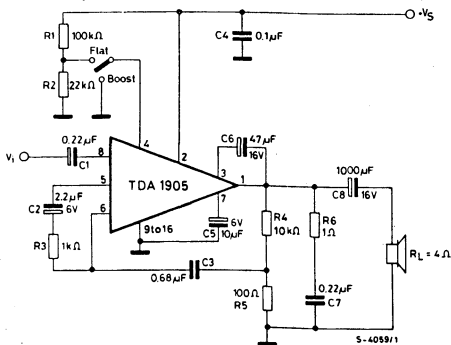 R1 100kΩ
Flat
C4 0.1µF
+Vs
R2 22kΩ
Boost
0.22µF
C1
Vi
8
4
2
C6 47µF
16V
3
1
TDA 1905
5
2.2µF
C2 6V
6
R3 1kΩ
7
9to16
6V
C5 10µF
1000µF
C8 16V
R4
10kΩ
R6
1Ω
RL = 4Ω
C3
0.68µF
100Ω
R5
0.22µF
C7
S-4059/1